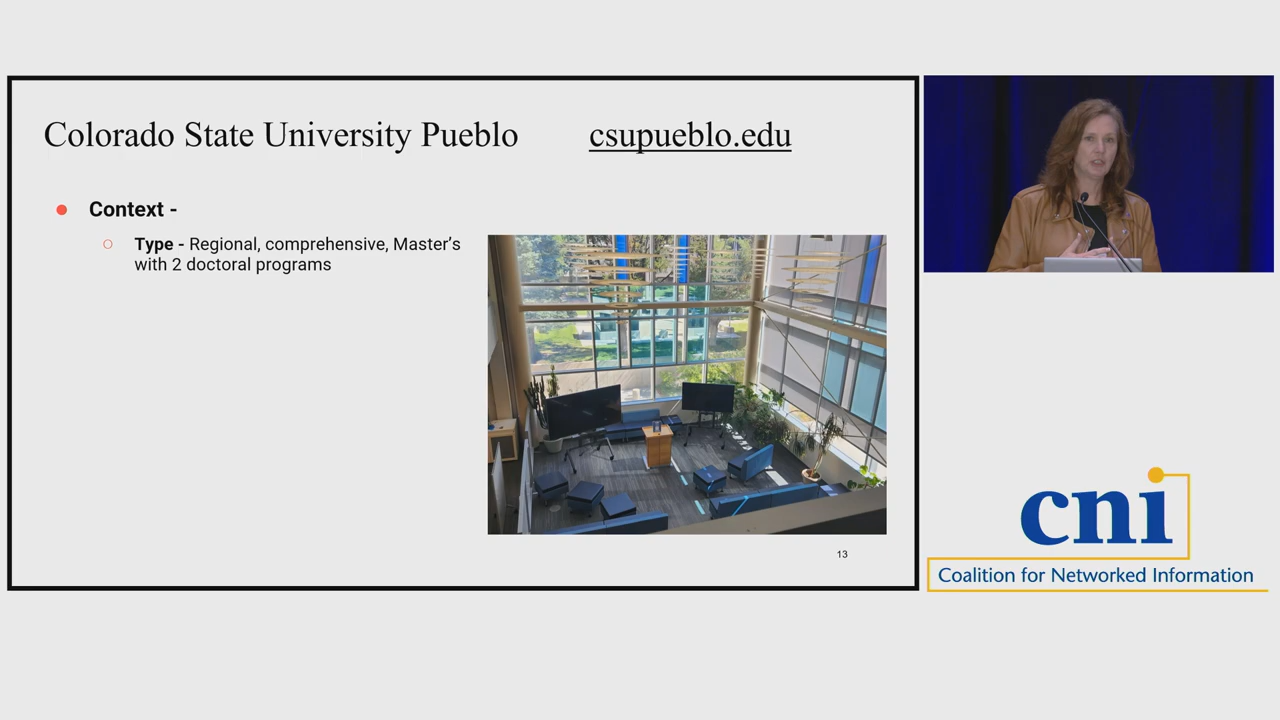 Colorado State University Pueblo csupueblo.edu
Context -
Type - Regional, comprehensive, Master's
with 2 doctoral programs
13
cni
Coalition for Networked Information